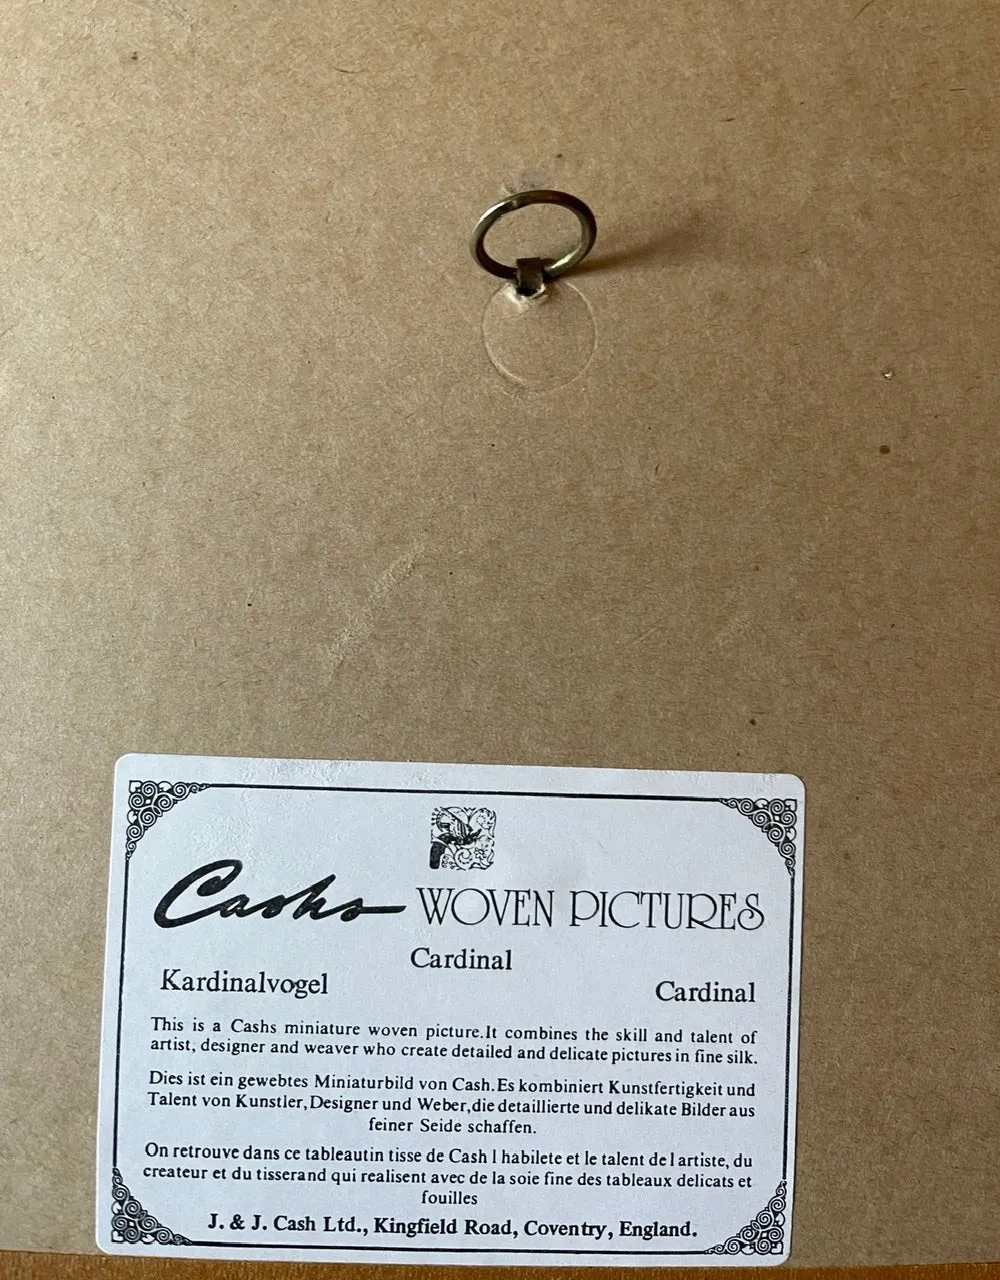 Cashs WOVEN PICTURES
Cardinal
Kardinalvogel Cardinal
This is a Cashs miniature woven picture.It combines the skill and talent of
artist, designer and weaver who create detailed and delicate pictures in fine silk.
Dies ist ein gewebtes Miniaturbild von Cash.Es kombiniert Kunstfertigkeit und
Talent von Kunstler,Designer und Weber,die detaillierte und delikate Bilder aus
feiner Seide schaffen.
On retrouve dans ce tableautin tisse de Cash l habilete et le talent de l artiste, du
createur et du tisserand qui realisent avec de la soie fine des tableaux delicats et
fouilles
J. & J. Cash Ltd., Kingfield Road, Coventry, England.